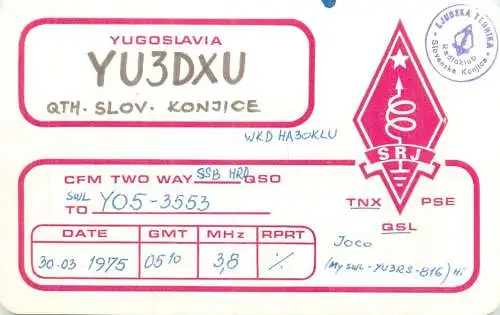 YUGOSLAVIA
YU3DXU
QTH. SLOV. KONJICE
LJUDSKA TEHNIKA
Radioklub
Slovenske Konjice
WKD HA3OKLU
SRJ
CFM TWO WAY SSB HRD QSO
SWL
TO YO5-3553
TNX PSE
QSL
DATE GMT MHz RPRT
30.03 1975 05 10 3,8 %
Joco
(My SWL-YU3RS-816) Hi